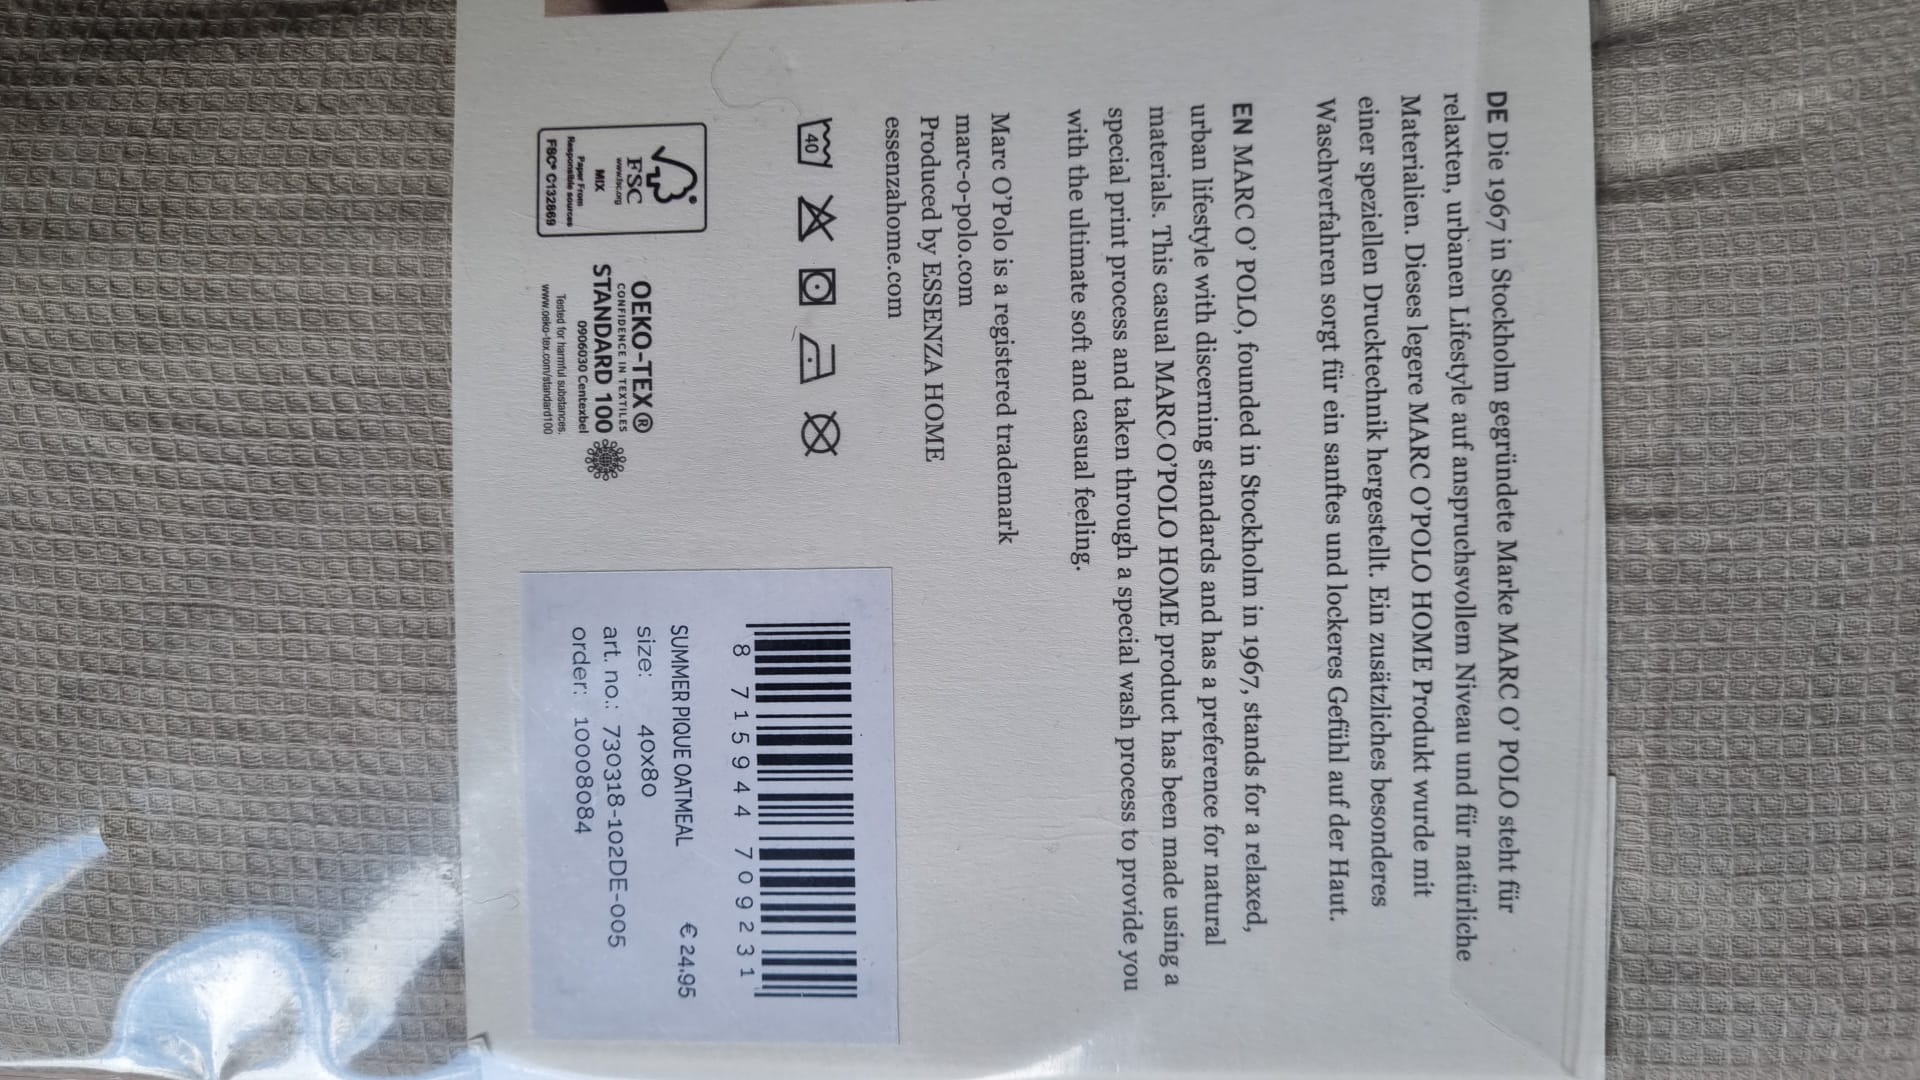 DE Die 1967 in Stockholm gegründete Marke MARC O' POLO steht für
relaxten, urbanen Lifestyle auf anspruchsvollem Niveau und für natürliche
Materialien. Dieses legere MARC O'POLO HOME Produkt wurde mit
einer speziellen Drucktechnik hergestellt. Ein zusätzliches besonderes
Waschverfahren sorgt für ein sanftes und lockeres Gefühl auf der Haut.
EN MARC O' POLO, founded in Stockholm in 1967, stands for a relaxed,
urban lifestyle with discerning standards and has a preference for natural
materials. This casual MARC O'POLO HOME product has been made using a
special print process and taken through a special wash process to provide you
with the ultimate soft and casual feeling.
Marc O'Polo is a registered trademark
marc-o-polo.com
Produced by ESSENZA HOME
essenzahome.com
40
FSC
www.fsc.org
MIX
Paper From
Responsible sources
FSC® C132869
OEKO-TEX®
CONFIDENCE IN TEXTILES
STANDARD 100
0906030 Centexbel
Tested for harmful substances.
www.oeko-tex.com/standard100
8 715944 709231
SUMMER PIQUE OATMEAL € 24.95
size: 40x80
art. no.: 730318-102DE-005
order: 10008084